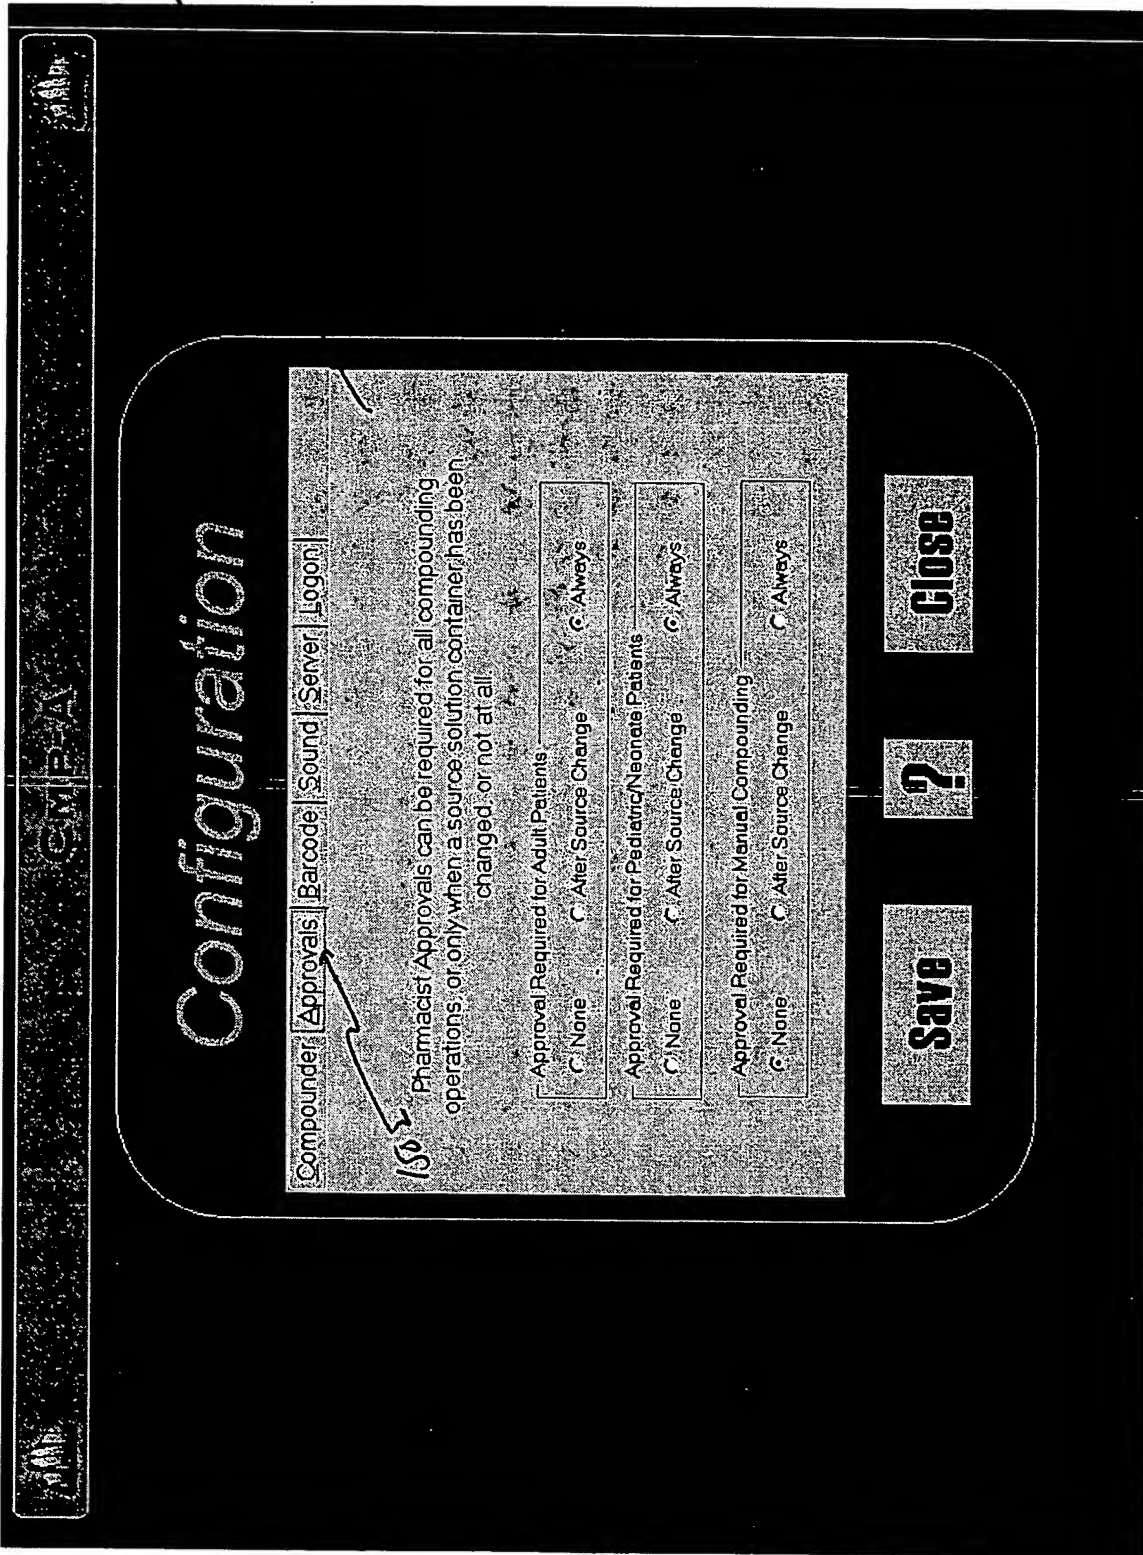 CMP-A
Configuration
Compounder Approvals Barcode Sound Server Logon
1503
Pharmacist Approvals can be required for all compounding
operations, or only when a source solution container has been
changed, or not at all
Approval Required for Adult Patients
None After Source Change Always
Approval Required for Pediatric/Neonate Patients
None After Source Change Always
Approval Required for Manual Compounding
None After Source Change Always
Save ? Close